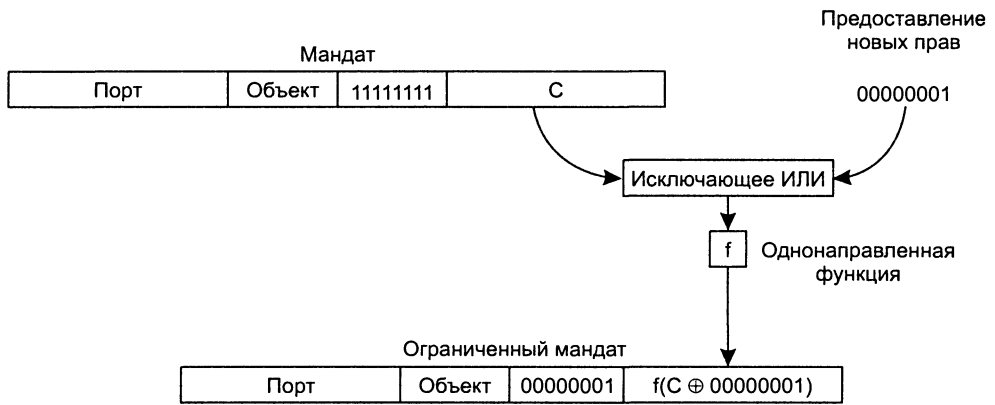 Предоставление
новых прав
Мандат
Порт Объект 11111111 C
00000001
Исключающее ИЛИ
f
Однонаправленная
функция
Ограниченный мандат
Порт Объект 00000001 f(C ⊕ 00000001)